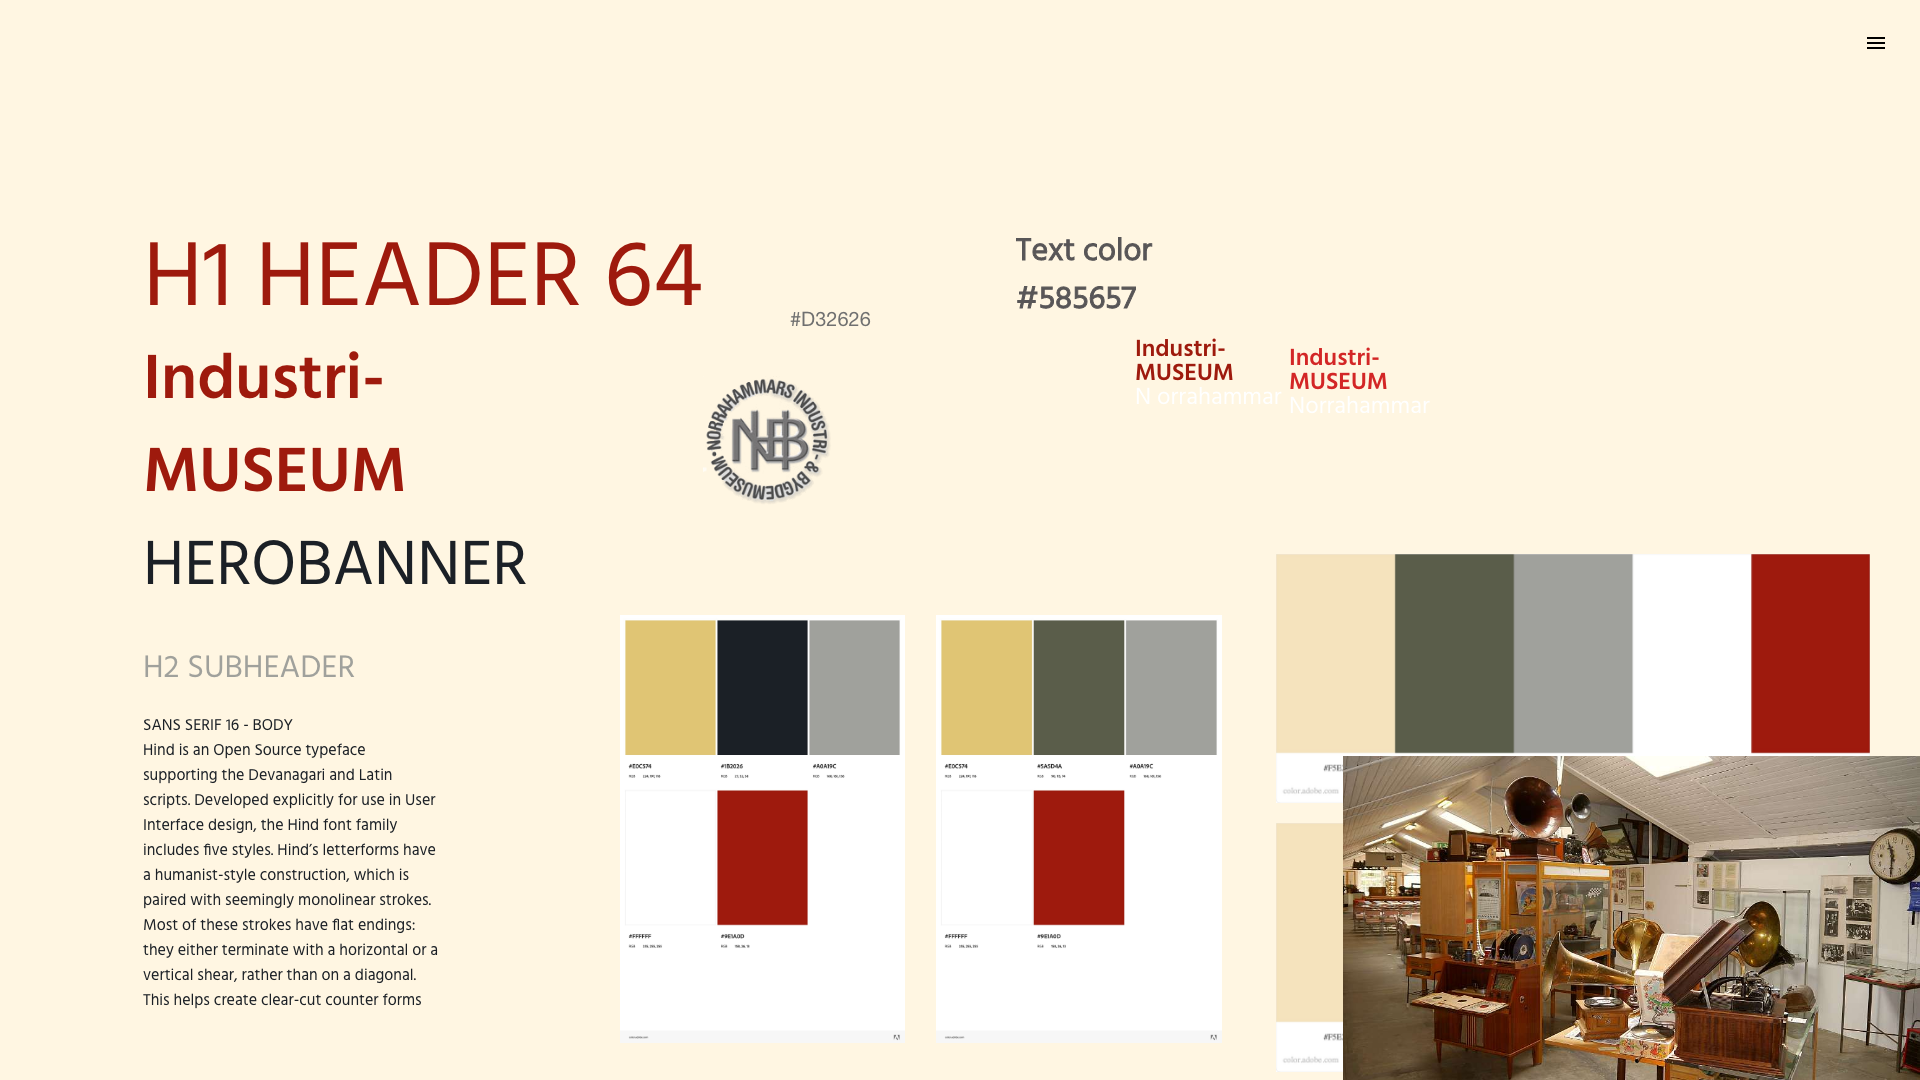 H1 HEADER 64
Industri-
MUSEUM
HEROBANNER
H2 SUBHEADER
SANS SERIF 16 - BODY
Hind is an Open Source typeface
supporting the Devanagari and Latin
scripts. Developed explicitly for use in User
Interface design, the Hind font family
includes five styles. Hind’s letterforms have
a humanist-style construction, which is
paired with seemingly monolinear strokes.
Most of these strokes have flat endings:
they either terminate with a horizontal or a
vertical shear, rather than on a diagonal.
This helps create clear-cut counter forms
#D32626
NORRAHAMMARS INDUSTRI- & BYGDEMUSEUM
NHB
Text color
#585657
Industri-
MUSEUM
N orrahammar
Industri-
MUSEUM
Norrahammar
#E0C574
#1B2026
#A0A19C
#FFFFFF
#9E1A0D
#E0C574
#5A5D4A
#A0A19C
#FFFFFF
#9E1A0D
color.adobe.com
color.adobe.com